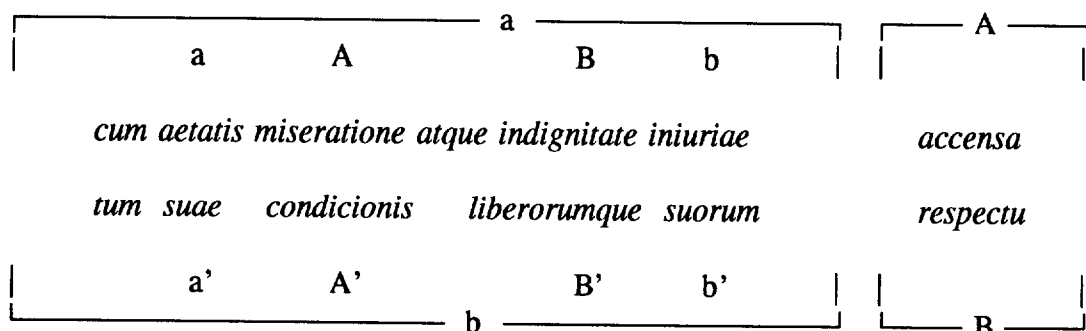 a A
a A B b
cum aetatis miseratione atque indignitate iniuriae accensa
tum suae condicionis liberorumque suorum respectu
a' A' B' b'
b B